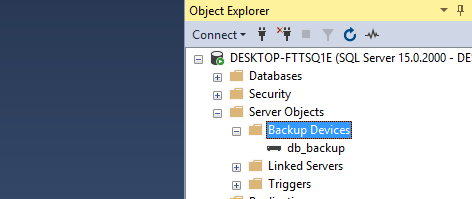 Object Explorer
Connect
DESKTOP-FTTSQ1E (SQL Server 15.0.2000 - DE
Databases
Security
Server Objects
Backup Devices
db_backup
Linked Servers
Triggers